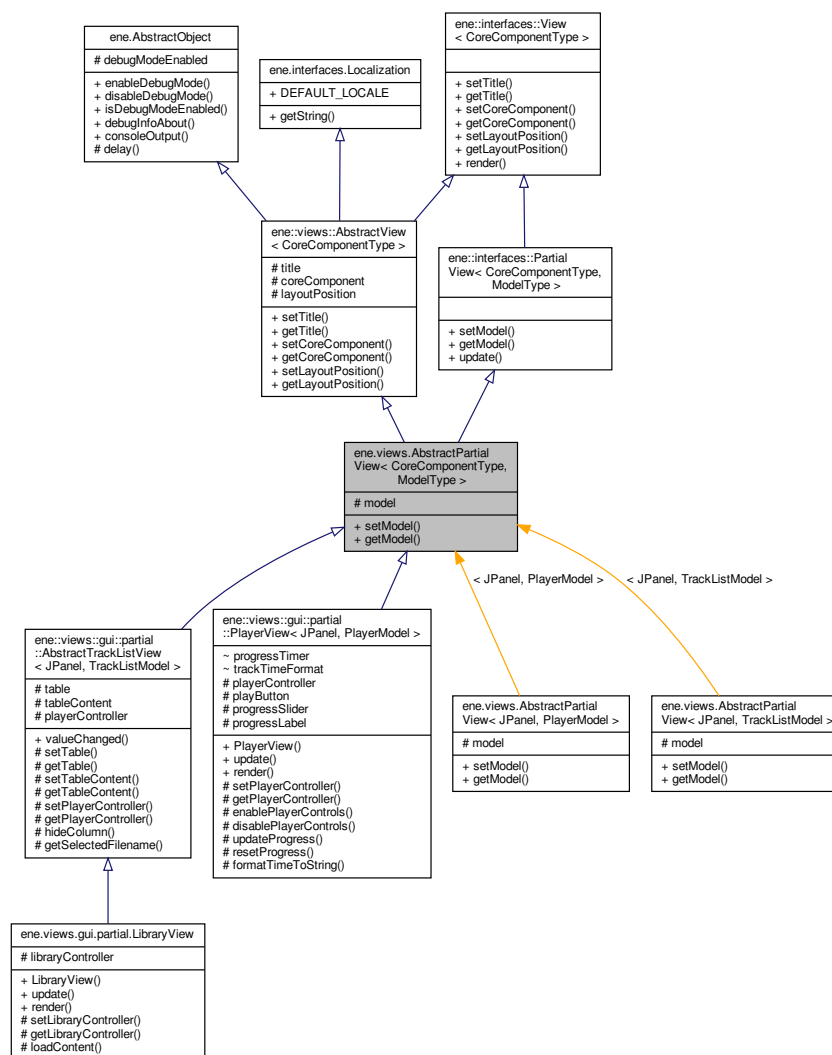 ene.AbstractObject
# debugModeEnabled
+ enableDebugMode()
+ disableDebugMode()
+ isDebugModeEnabled()
+ debugInfoAbout()
+ consoleOutput()
# delay()
ene.interfaces.Localization
+ DEFAULT_LOCALE
+ getString()
ene::interfaces::View
< CoreComponentType >
+ setTitle()
+ getTitle()
+ setCoreComponent()
+ getCoreComponent()
+ setLayoutPosition()
+ getLayoutPosition()
+ render()
ene::views::AbstractView
< CoreComponentType >
# title
# coreComponent
# layoutPosition
+ setTitle()
+ getTitle()
+ setCoreComponent()
+ getCoreComponent()
+ setLayoutPosition()
+ getLayoutPosition()
ene::interfaces::Partial
View< CoreComponentType,
ModelType >
+ setModel()
+ getModel()
+ update()
ene.views.AbstractPartial
View< CoreComponentType,
ModelType >
# model
+ setModel()
+ getModel()
< JPanel, PlayerModel >
< JPanel, TrackListModel >
ene::views::gui::partial
::AbstractTrackListView
< JPanel, TrackListModel >
# table
# tableContent
# playerController
+ valueChanged()
# setTable()
# getTable()
# setTableContent()
# getTableContent()
# setPlayerController()
# getPlayerController()
# hideColumn()
# getSelectedFilename()
ene::views::gui::partial
::PlayerView< JPanel, PlayerModel >
~ progressTimer
~ trackTimeFormat
# playerController
# playButton
# progressSlider
# progressLabel
+ PlayerView()
+ update()
+ render()
# setPlayerController()
# getPlayerController()
# enablePlayerControls()
# disablePlayerControls()
# updateProgress()
# resetProgress()
# formatTimeToString()
ene.views.AbstractPartial
View< JPanel, PlayerModel >
# model
+ setModel()
+ getModel()
ene.views.AbstractPartial
View< JPanel, TrackListModel >
# model
+ setModel()
+ getModel()
ene.views.gui.partial.LibraryView
# libraryController
+ LibraryView()
+ update()
+ render()
# setLibraryController()
# getLibraryController()
# loadContent()